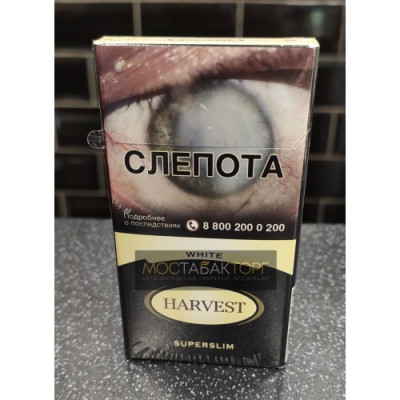 СЛЕПОТА
Подробнее
о последствиях 8 800 200 0 200
WHITE
МОСТАБАКТОРГ
HARVEST
SUPERSLIM